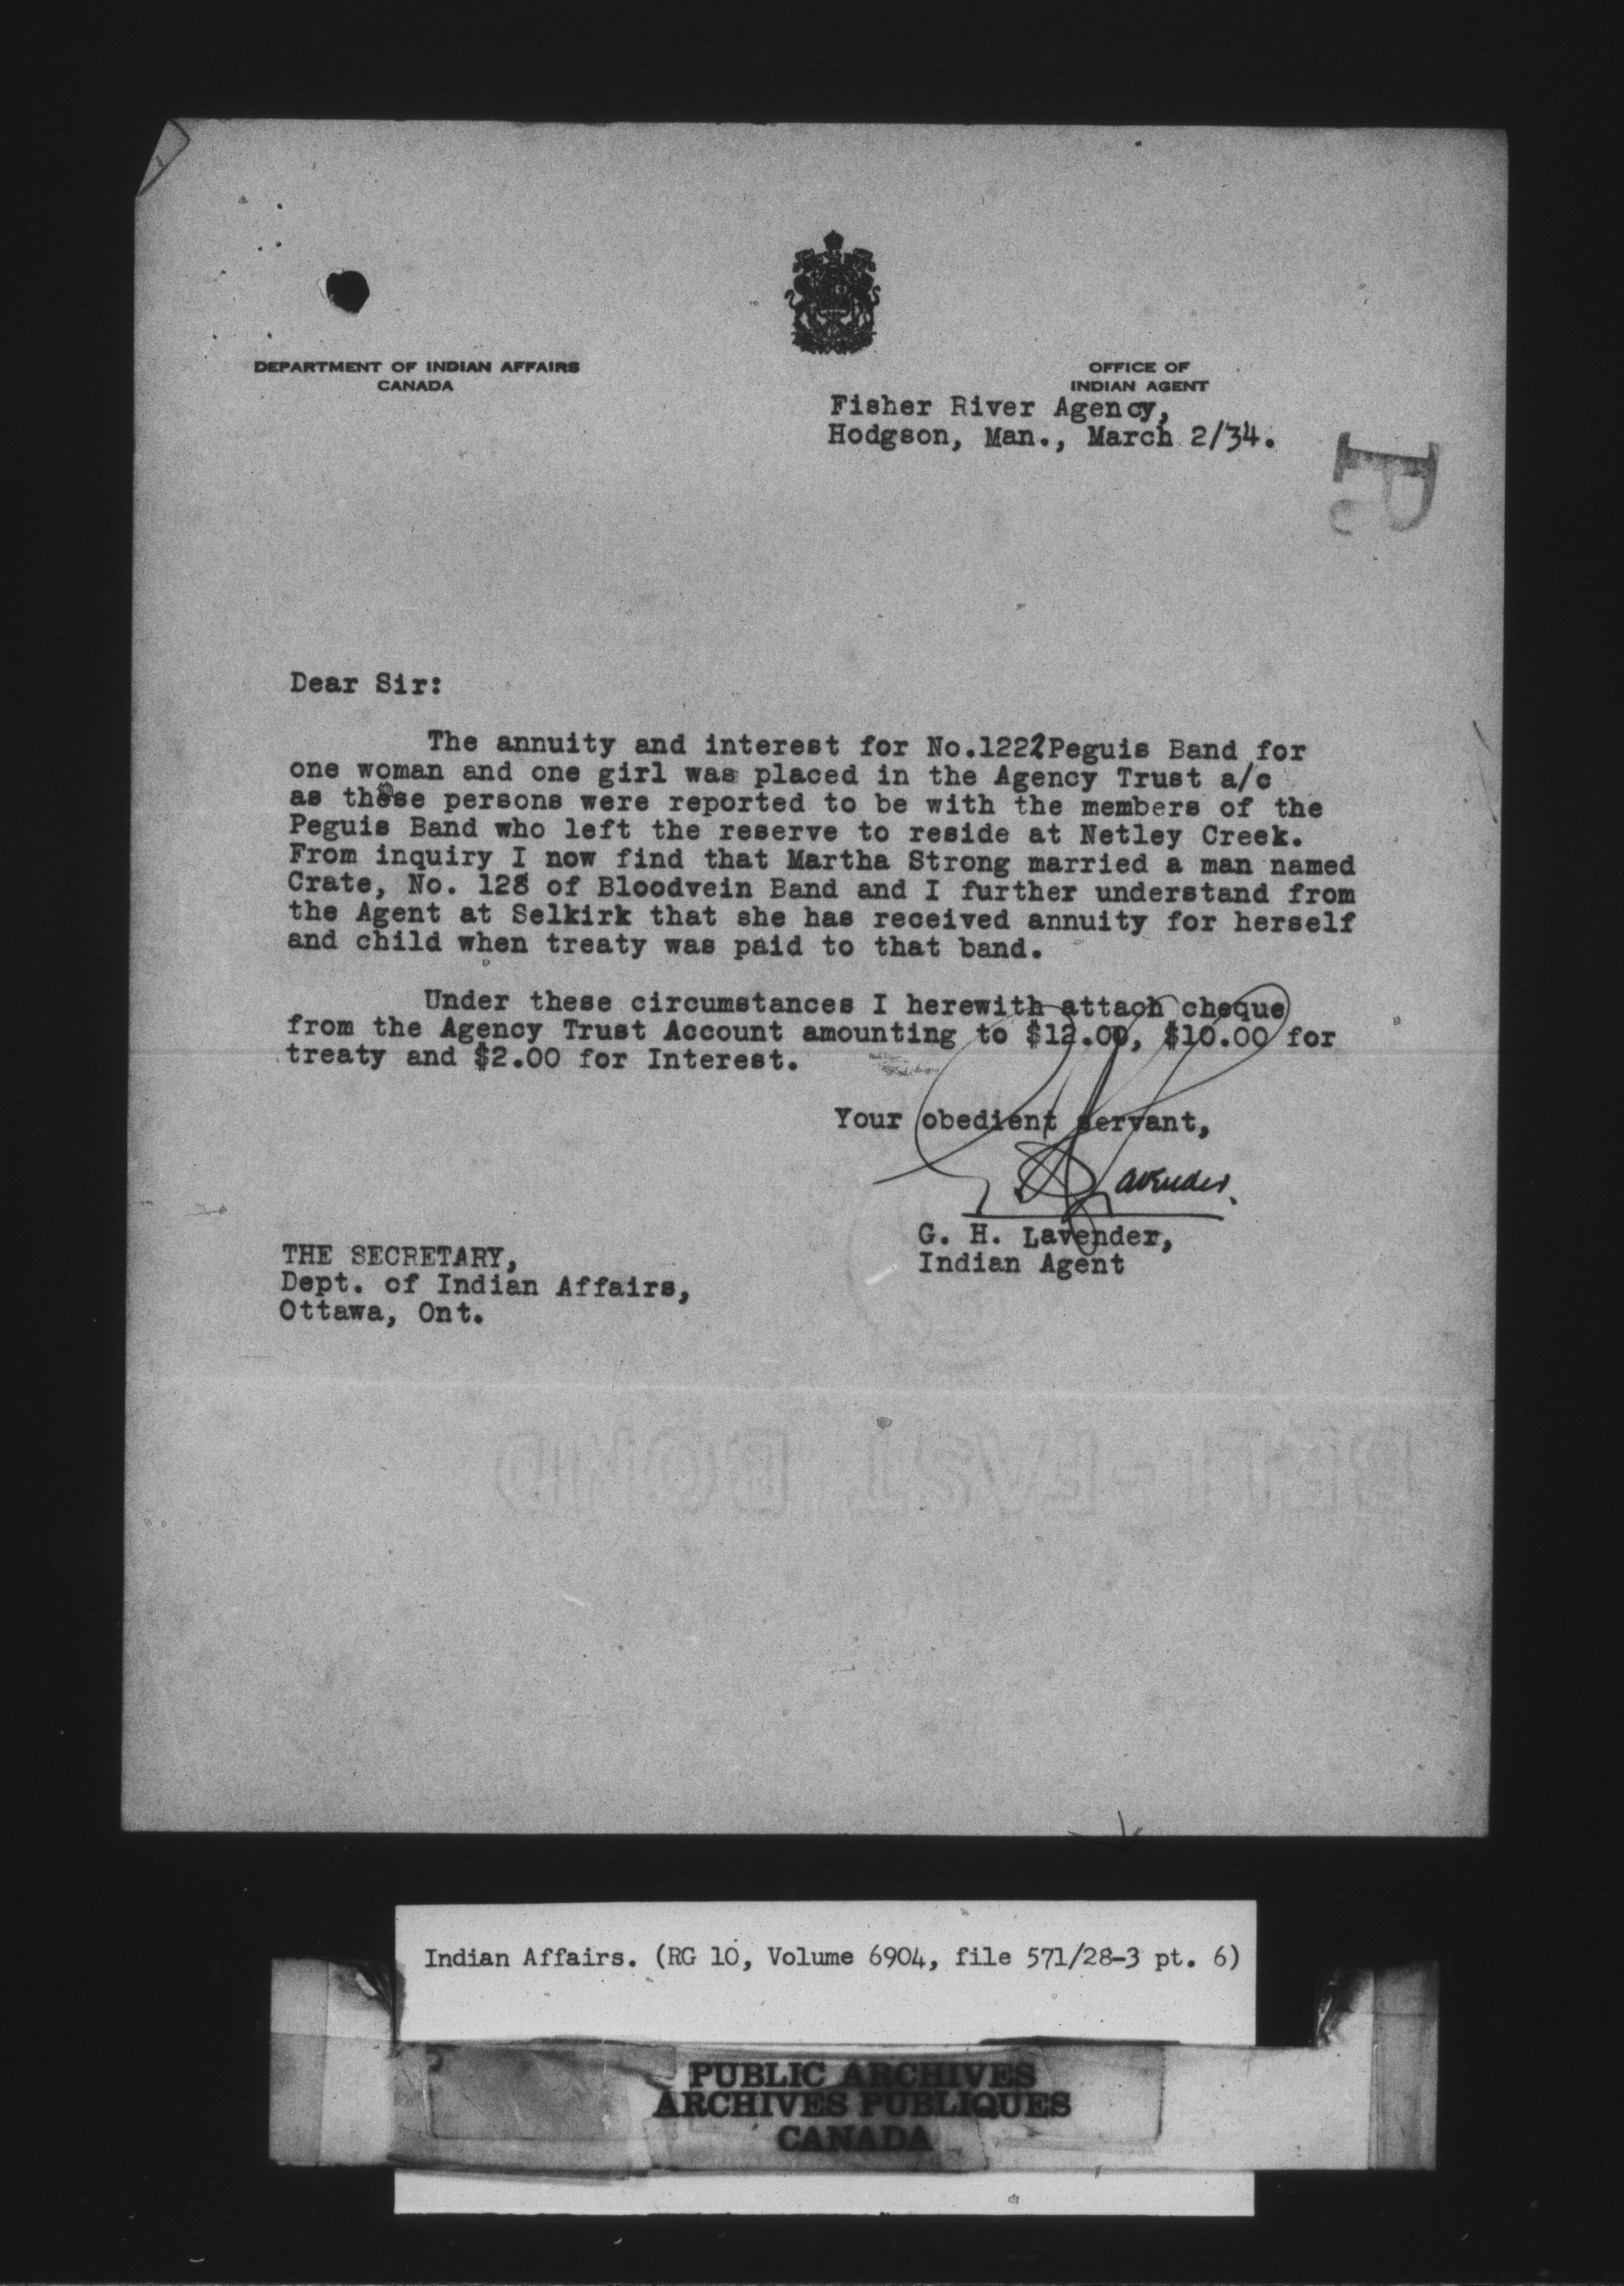 DEPARTMENT OF INDIAN AFFAIRS
CANADA
OFFICE OF
INDIAN AGENT
Fisher River Agency,
Hodgson, Man., March 2/34.
P
Dear Sir:
The annuity and interest for No.1222 Peguis Band for
one woman and one girl was placed in the Agency Trust a/c
as these persons were reported to be with the members of the
Peguis Band who left the reserve to reside at Netley Creek.
From inquiry I now find that Martha Strong married a man named
Crate, No. 128 of Bloodvein Band and I further understand from
the Agent at Selkirk that she has received annuity for herself
and child when treaty was paid to that band.
Under these circumstances I herewith attach cheque
from the Agency Trust Account amounting to $12.00, $10.00 for
treaty and $2.00 for Interest.
Your obedient servant,
Lavender.
G. H. Lavender,
Indian Agent
THE SECRETARY,
Dept. of Indian Affairs,
Ottawa, Ont.
Indian Affairs. (RG 10, Volume 6904, file 571/28-3 pt. 6)
PUBLIC ARCHIVES
ARCHIVES PUBLIQUES
CANADA